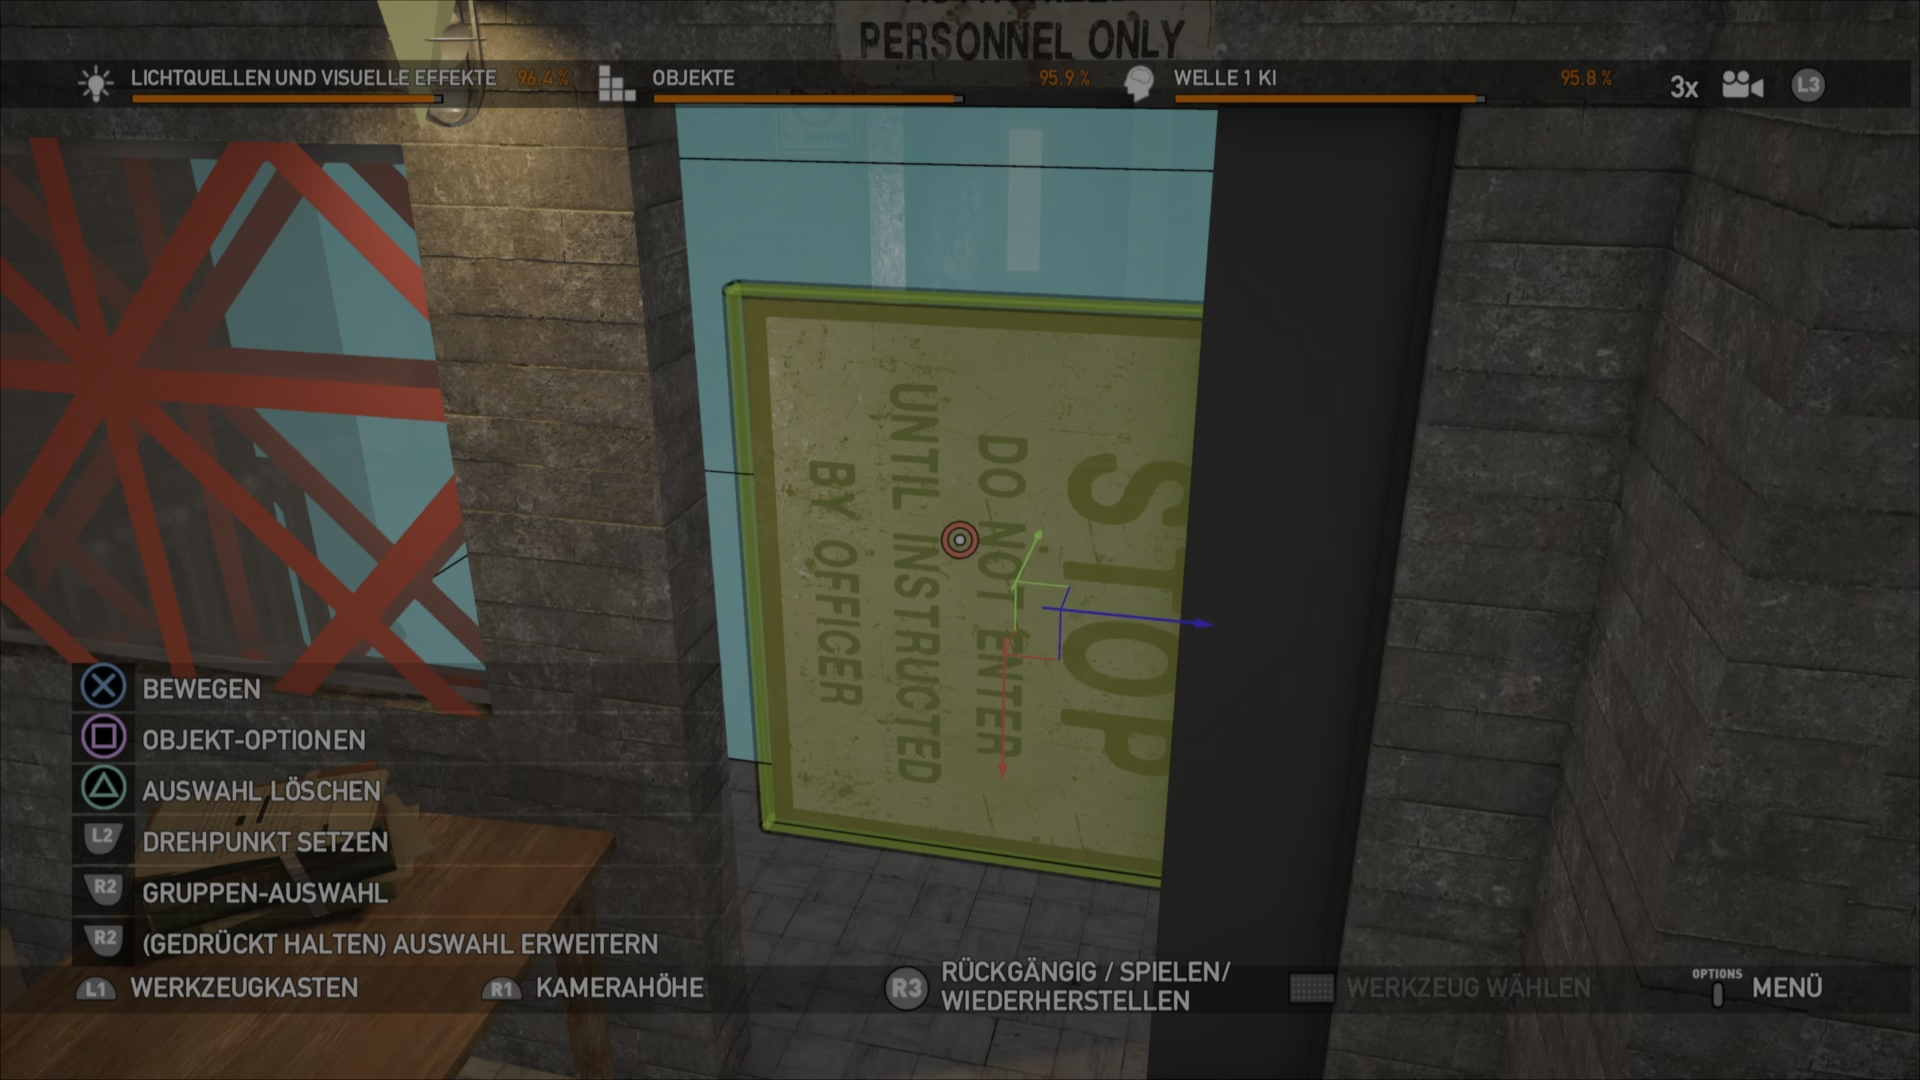 PERSONNEL ONLY
LICHTQUELLEN UND VISUELLE EFFEKTE 96.4 %
OBJEKTE 95.9 %
WELLE 1 KI 95.8 %
3x
L3
STOP
DO NOT ENTER
UNTIL INSTRUCTED
BY OFFICER
BEWEGEN
OBJEKT-OPTIONEN
AUSWAHL LÖSCHEN
L2 DREHPUNKT SETZEN
R2 GRUPPEN-AUSWAHL
R2 (GEDRÜCKT HALTEN) AUSWAHL ERWEITERN
L1 WERKZEUGKASTEN
R1 KAMERAHÖHE
R3 RÜCKGÄNGIG / SPIELEN/
WIEDERHERSTELLEN
WERKZEUG WÄHLEN
OPTIONS MENÜ